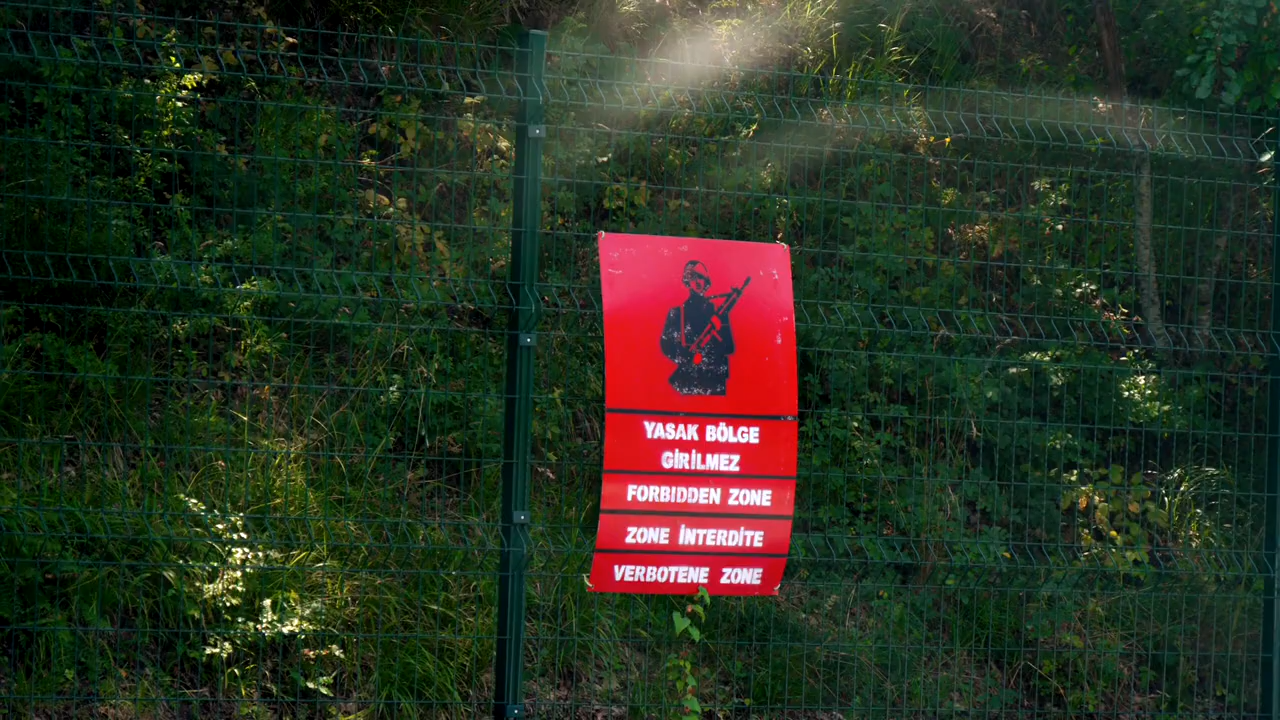 YASAK BÖLGE
GİRİLMEZ
FORBIDDEN ZONE
ZONE İNTERDİTE
VERBOTENE ZONE